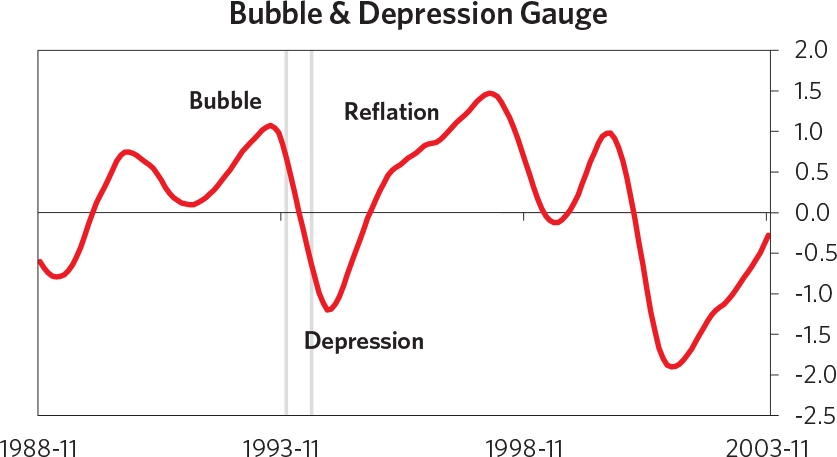 Bubble & Depression Gauge
2.0
Bubble
Reflation
1.5
1.0
0.5
0.0
-0.5
-1.0
Depression
-1.5
-2.0
-2.5
1988-11 1993-11 1998-11 2003-11